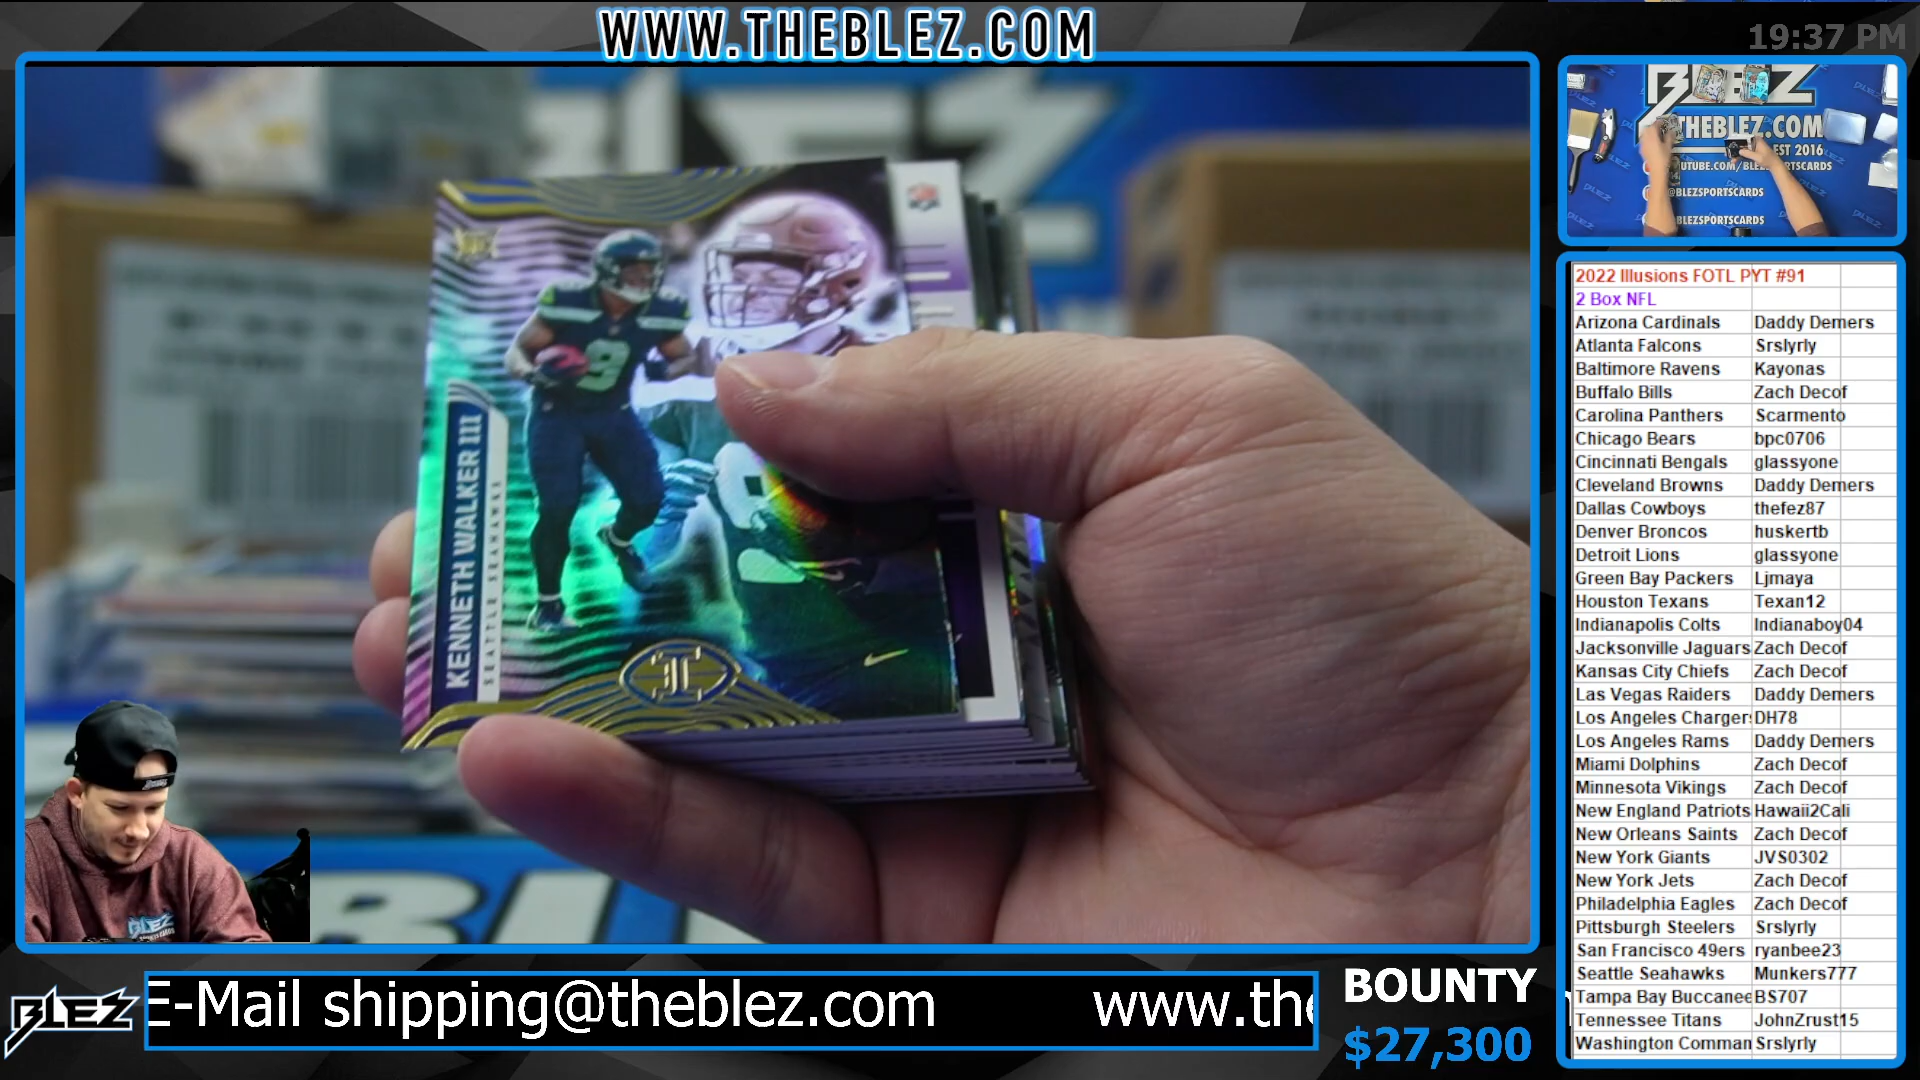 WWW.THEBLEZ.COM
19:37 PM
BLEZ
THEBLEZ.COM
EST 2016
@BLEZSPORTSCARDS
BLEZSPORTSCARDS
KENNETH WALKER III
SEATTLE SEAHAWKS
9
2022 Illusions FOTL PYT #91
2 Box NFL
Arizona Cardinals Daddy Demers
Atlanta Falcons Srslyrly
Baltimore Ravens Kayonas
Buffalo Bills Zach Decof
Carolina Panthers Scarmento
Chicago Bears bpc0706
Cincinnati Bengals glassyone
Cleveland Browns Daddy Demers
Dallas Cowboys thefez87
Denver Broncos huskertb
Detroit Lions glassyone
Green Bay Packers Ljmaya
Houston Texans Texan12
Indianapolis Colts Indianaboy04
Jacksonville Jaguars Zach Decof
Kansas City Chiefs Zach Decof
Las Vegas Raiders Daddy Demers
Los Angeles Charger DH78
Los Angeles Rams Daddy Demers
Miami Dolphins Zach Decof
Minnesota Vikings Zach Decof
New England Patriots Hawaii2Cali
New Orleans Saints Zach Decof
New York Giants JVS0302
New York Jets Zach Decof
Philadelphia Eagles Zach Decof
Pittsburgh Steelers Srslyrly
San Francisco 49ers ryanbee23
Seattle Seahawks Munkers777
Tampa Bay Buccanee BS707
Tennessee Titans JohnZrust15
Washington Comman Srslyrly
BLEZ
E-Mail shipping@theblez.com www.the
BOUNTY
$27,300